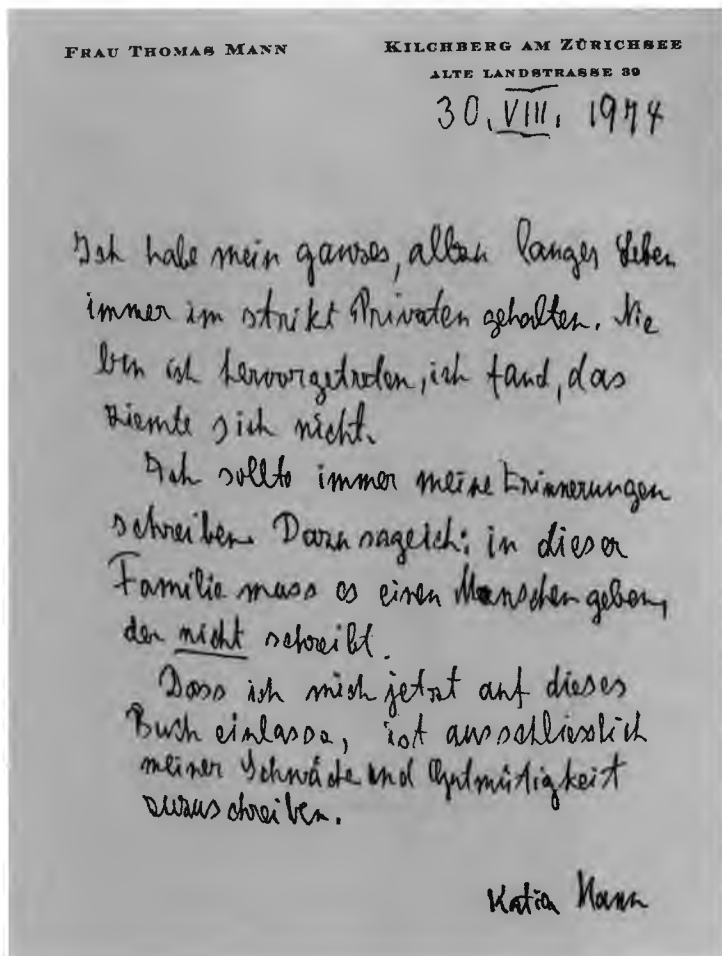 FRAU THOMAS MANN
KILCHBERG AM ZÜRICHSEE
ALTE LANDSTRASSE 39
30. VIII. 1974
Ich habe mein ganzes, allzu langes Leben
immer im strikt Privaten gehalten. Nie
bin ich hervorgetreten, ich fand, das
ziemte sich nicht.
Ich sollte immer meine Erinnerungen
schreiben. Dazu sage ich: in dieser
Familie muss es einen Menschen geben,
der nicht schreibt.
Dass ich mich jetzt auf dieses
Buch einlasse, ist ausschliesslich
meiner Schwäche und Gutmütigkeit
zuzuschreiben.
Katia Mann